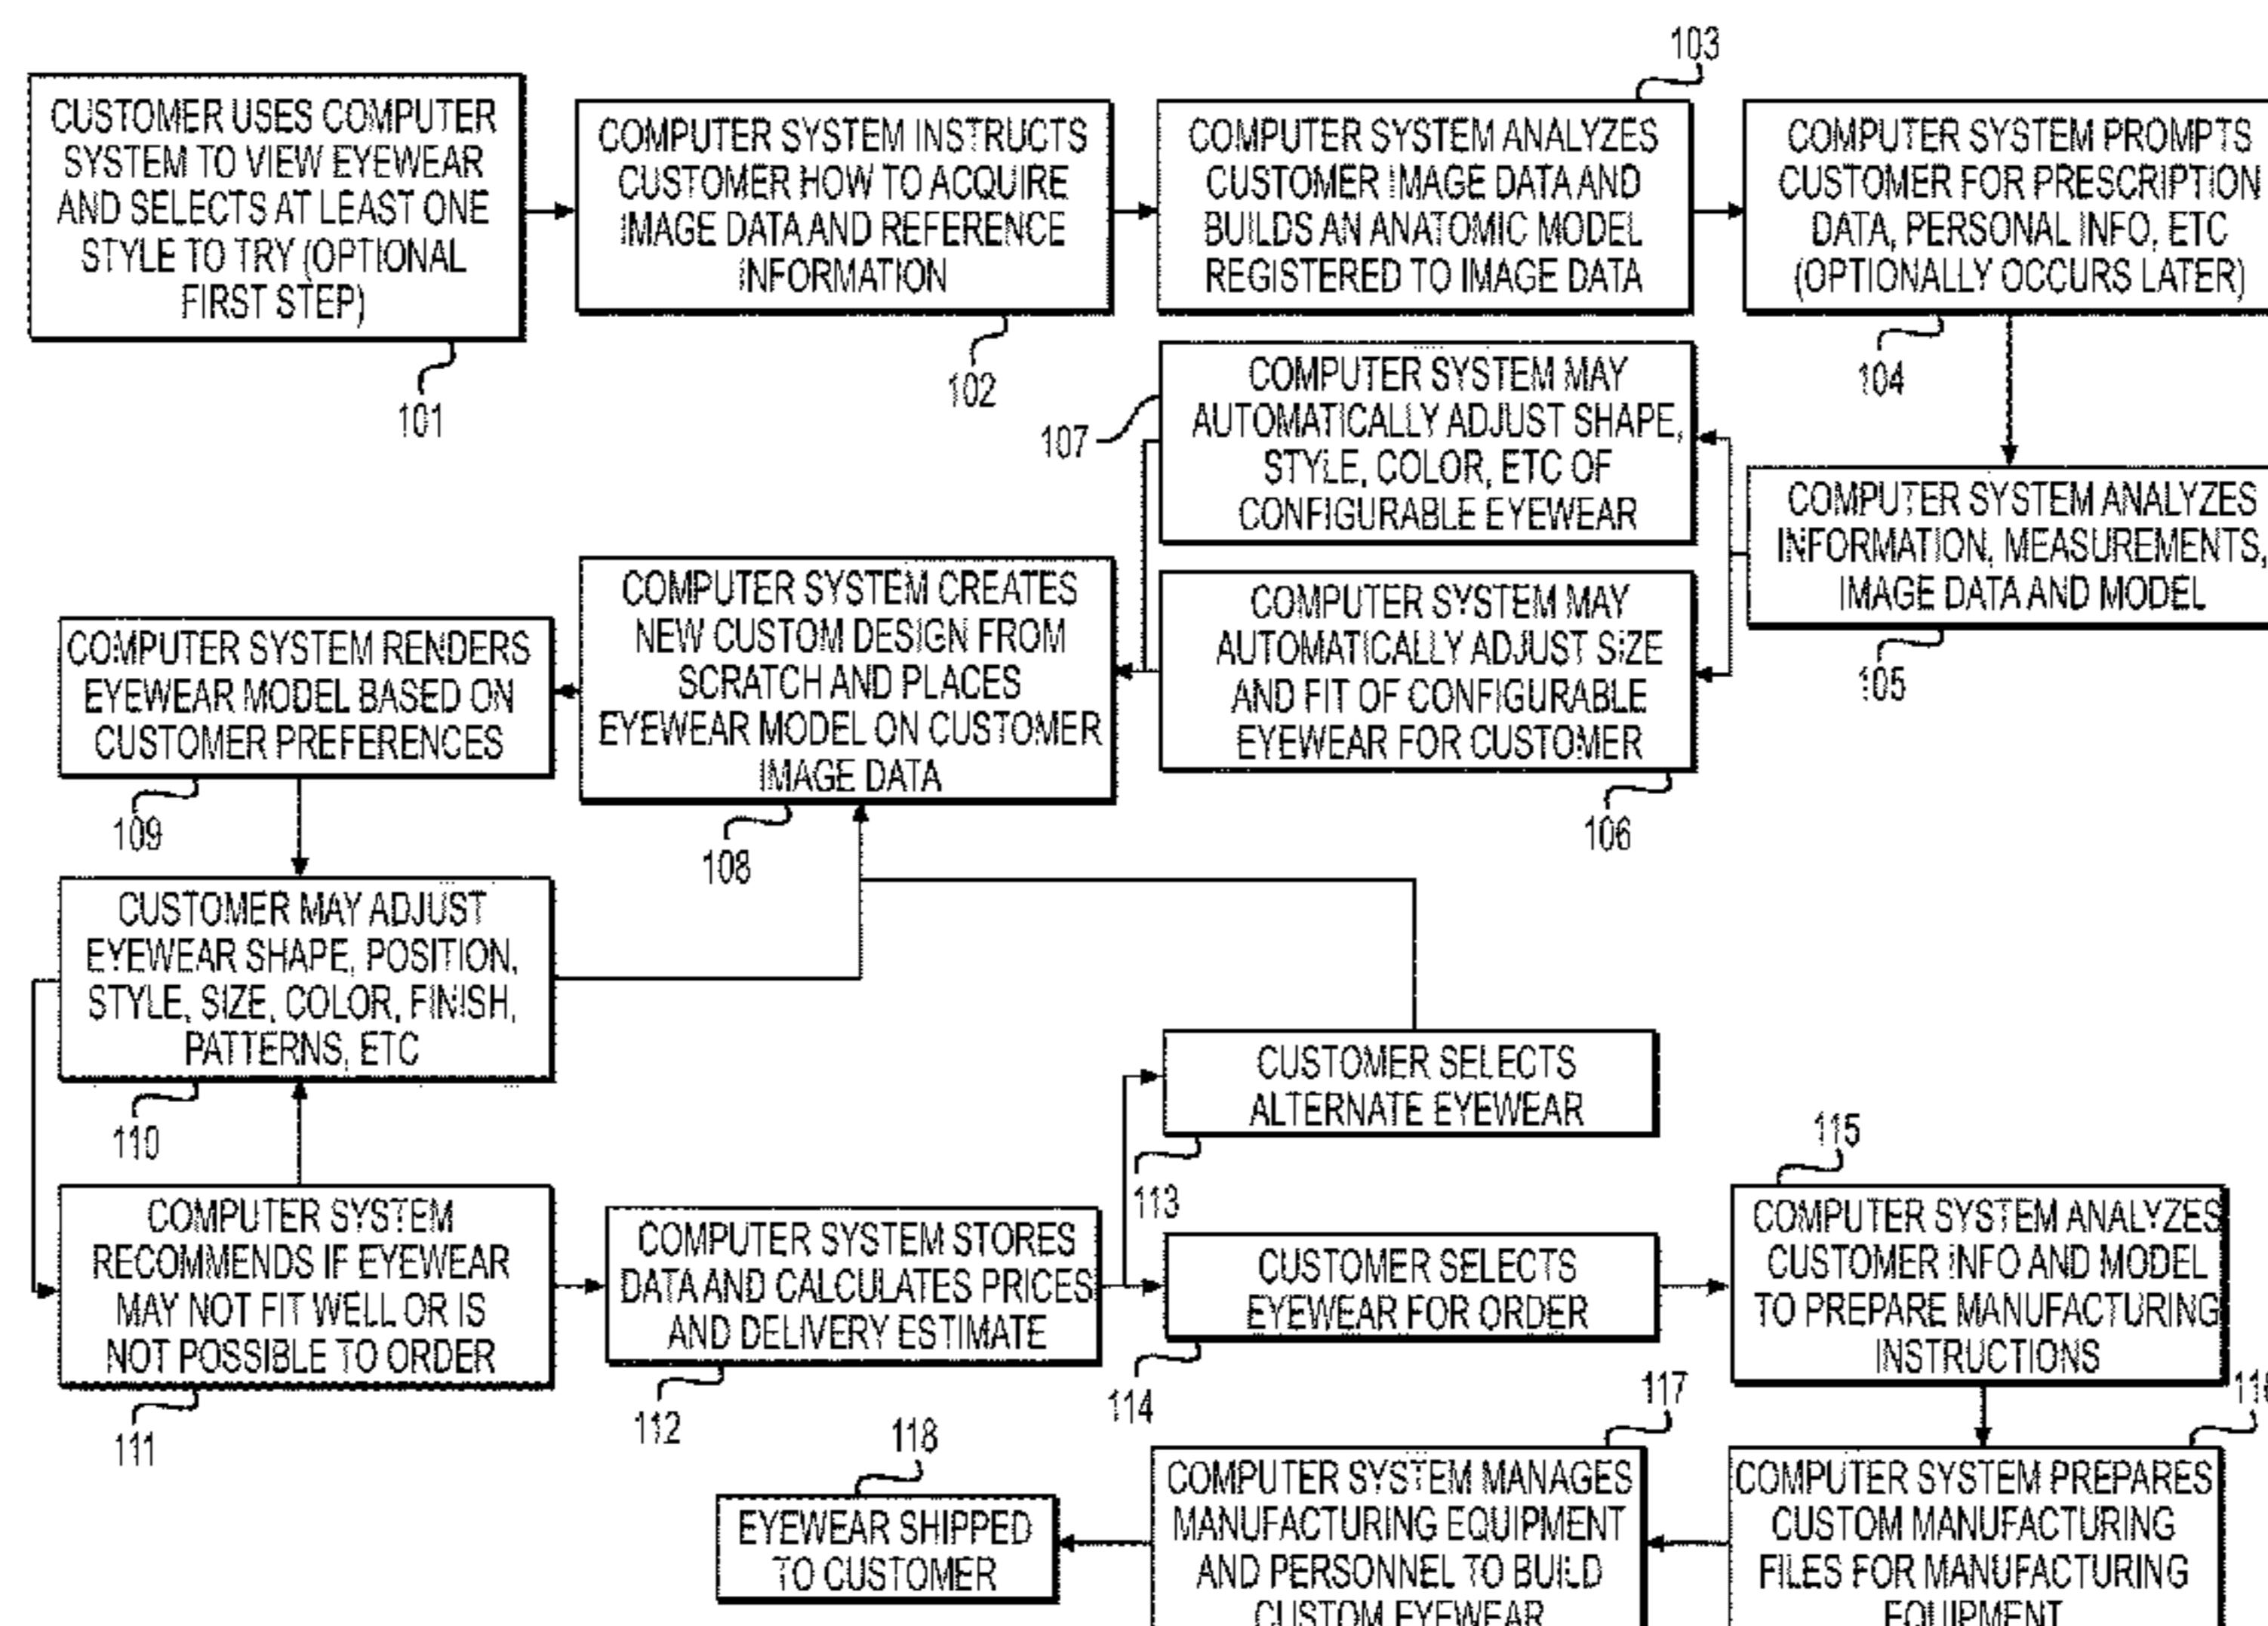 103
CUSTOMER USES COMPUTER
SYSTEM TO VIEW EYEWEAR
AND SELECTS AT LEAST ONE
STYLE TO TRY (OPTIONAL
FIRST STEP)
101
COMPUTER SYSTEM INSTRUCTS
CUSTOMER HOW TO ACQUIRE
IMAGE DATA AND REFERENCE
INFORMATION
102
COMPUTER SYSTEM ANALYZES
CUSTOMER IMAGE DATA AND
BUILDS AN ANATOMIC MODEL
REGISTERED TO IMAGE DATA
COMPUTER SYSTEM PROMPTS
CUSTOMER FOR PRESCRIPTION
DATA, PERSONAL INFO, ETC
(OPTIONALLY OCCURS LATER)
104
COMPUTER SYSTEM ANALYZES
INFORMATION, MEASUREMENTS,
IMAGE DATA AND MODEL
105
107
COMPUTER SYSTEM MAY
AUTOMATICALLY ADJUST SHAPE,
STYLE, COLOR, ETC OF
CONFIGURABLE EYEWEAR
COMPUTER SYSTEM MAY
AUTOMATICALLY ADJUST SIZE
AND FIT OF CONFIGURABLE
EYEWEAR FOR CUSTOMER
106
COMPUTER SYSTEM CREATES
NEW CUSTOM DESIGN FROM
SCRATCH AND PLACES
EYEWEAR MODEL ON CUSTOMER
IMAGE DATA
108
COMPUTER SYSTEM RENDERS
EYEWEAR MODEL BASED ON
CUSTOMER PREFERENCES
109
CUSTOMER MAY ADJUST
EYEWEAR SHAPE, POSITION,
STYLE, SIZE, COLOR, FINISH,
PATTERNS, ETC
110
COMPUTER SYSTEM
RECOMMENDS IF EYEWEAR
MAY NOT FIT WELL OR IS
NOT POSSIBLE TO ORDER
111
COMPUTER SYSTEM STORES
DATA AND CALCULATES PRICES
AND DELIVERY ESTIMATE
112
CUSTOMER SELECTS
ALTERNATE EYEWEAR
113
CUSTOMER SELECTS
EYEWEAR FOR ORDER
114
115
COMPUTER SYSTEM ANALYZES
CUSTOMER INFO AND MODEL
TO PREPARE MANUFACTURING
INSTRUCTIONS
COMPUTER SYSTEM PREPARES
CUSTOM MANUFACTURING
FILES FOR MANUFACTURING
EQUIPMENT
117
COMPUTER SYSTEM MANAGES
MANUFACTURING EQUIPMENT
AND PERSONNEL TO BUILD
CUSTOM EYEWEAR
118
EYEWEAR SHIPPED
TO CUSTOMER